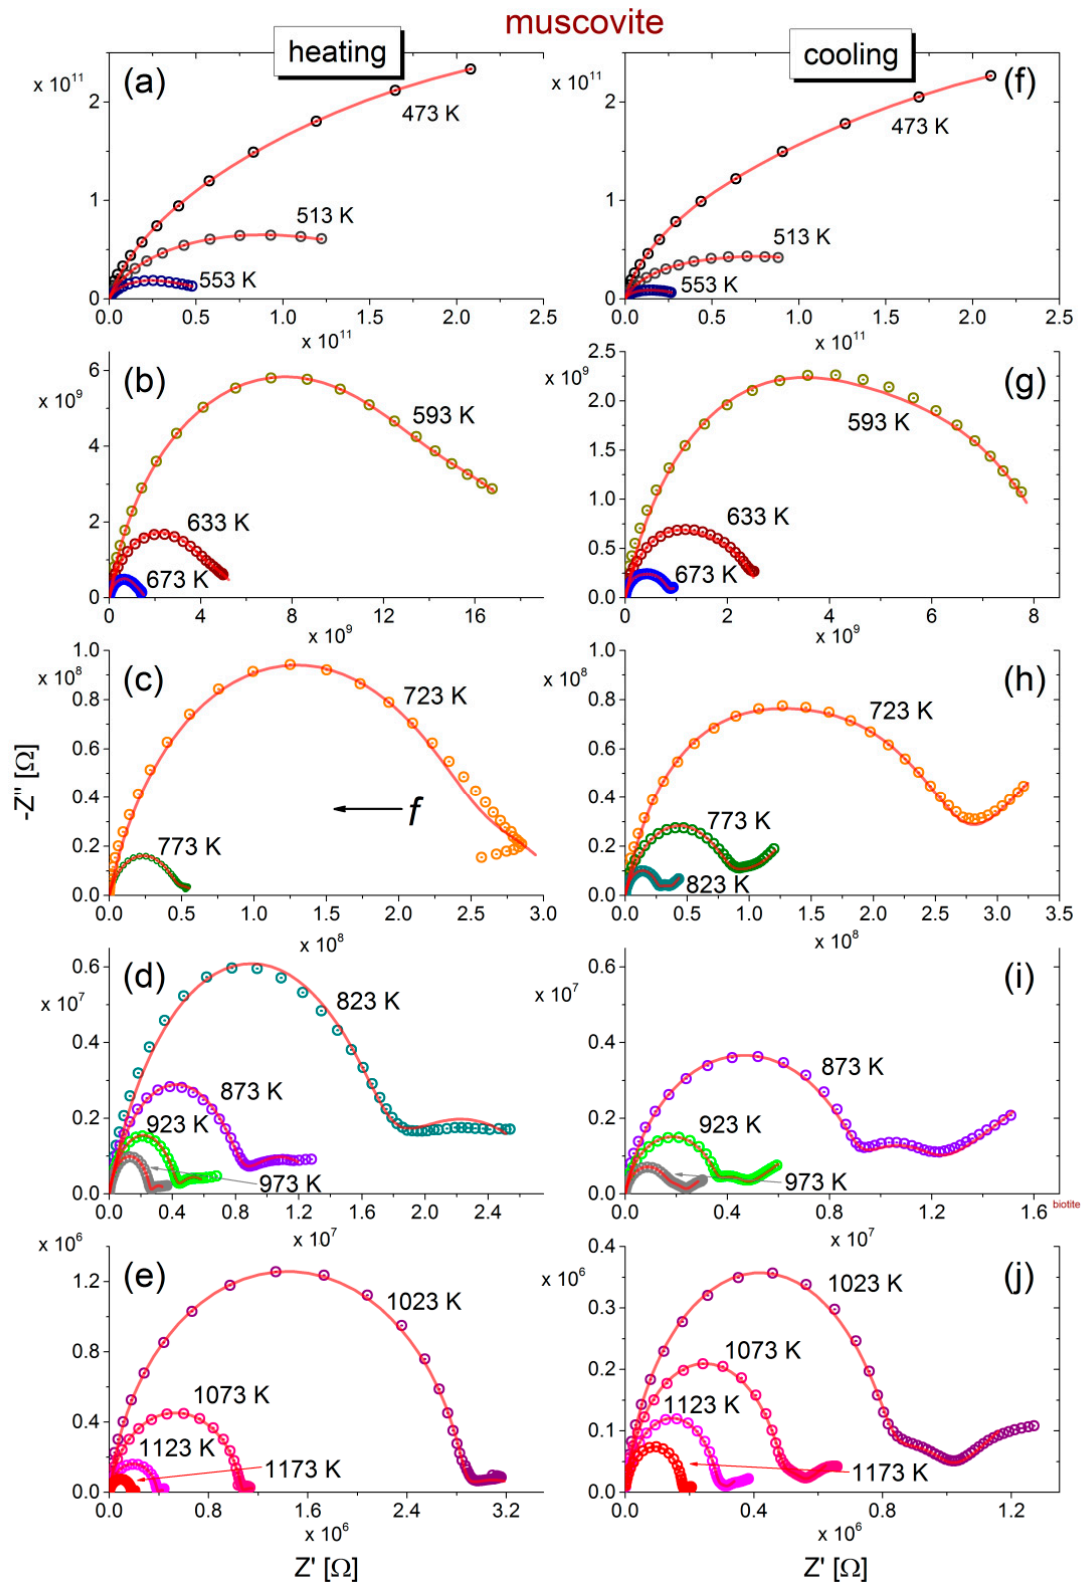 muscovite
heating
cooling
(a)
x 10¹¹
2
1
0
473 K
513 K
553 K
0.0 0.5 1.0 1.5 2.0 2.5
x 10¹¹
(f)
x 10¹¹
2
1
0
473 K
513 K
553 K
0.0 0.5 1.0 1.5 2.0 2.5
x 10¹¹
(b)
6
x 10⁹
4
2
0
593 K
633 K
673 K
0 4 8 12 16
x 10⁹
(g)
2.5
x 10⁹
2.0
1.5
1.0
0.5
0.0
593 K
633 K
673 K
0 2 4 6 8
x 10⁹
(c)
1.0
x 10⁸
0.8
0.6
0.4
0.2
0.0
723 K
f
773 K
0.0 0.5 1.0 1.5 2.0 2.5 3.0
x 10⁸
(h)
1.0
x 10⁸
0.8
0.6
0.4
0.2
0.0
723 K
773 K
823 K
0.0 0.5 1.0 1.5 2.0 2.5 3.0 3.5
x 10⁸
-Z'' [Ω]
(d)
0.6
x 10⁷
0.4
0.2
0.0
823 K
873 K
923 K
973 K
0.0 0.4 0.8 1.2 1.6 2.0 2.4
x 10⁷
(i)
0.6
x 10⁷
0.4
0.2
0.0
873 K
923 K
973 K
0.0 0.4 0.8 1.2 1.6
biotite
x 10⁷
(e)
x 10⁶
1.2
0.8
0.4
0.0
1023 K
1073 K
1123 K
1173 K
0.0 0.8 1.6 2.4 3.2
x 10⁶
Z' [Ω]
(j)
0.4
x 10⁶
0.3
0.2
0.1
0.0
1023 K
1073 K
1123 K
1173 K
0.0 0.4 0.8 1.2
x 10⁶
Z' [Ω]